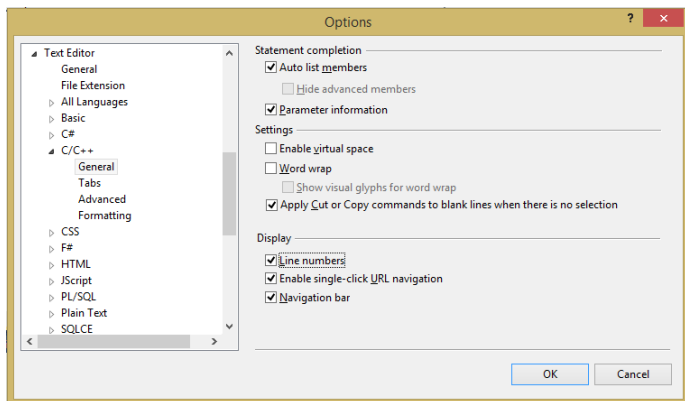 Options
? ×
Text Editor
General
File Extension
All Languages
Basic
C#
C/C++
General
Tabs
Advanced
Formatting
CSS
F#
HTML
JScript
PL/SQL
Plain Text
SQLCE
Statement completion
Auto list members
Hide advanced members
Parameter information
Settings
Enable virtual space
Word wrap
Show visual glyphs for word wrap
Apply Cut or Copy commands to blank lines when there is no selection
Display
Line numbers
Enable single-click URL navigation
Navigation bar
OK Cancel